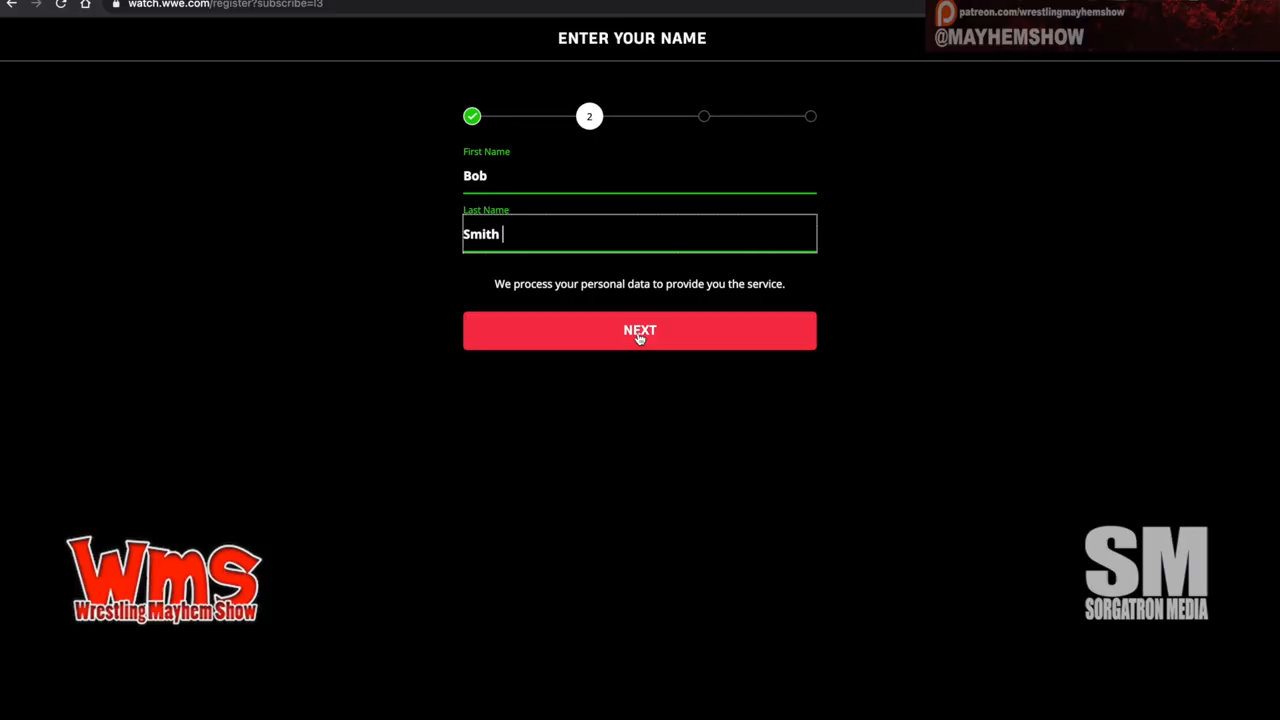 watch.wwe.com/register?subscribe=l3
patreon.com/wrestlingmayhemshow
@MAYHEMSHOW
ENTER YOUR NAME
2
First Name
Bob
Last Name
Smith
We process your personal data to provide you the service.
NEXT
WMS
Wrestling Mayhem Show
SM
SORGATRON MEDIA